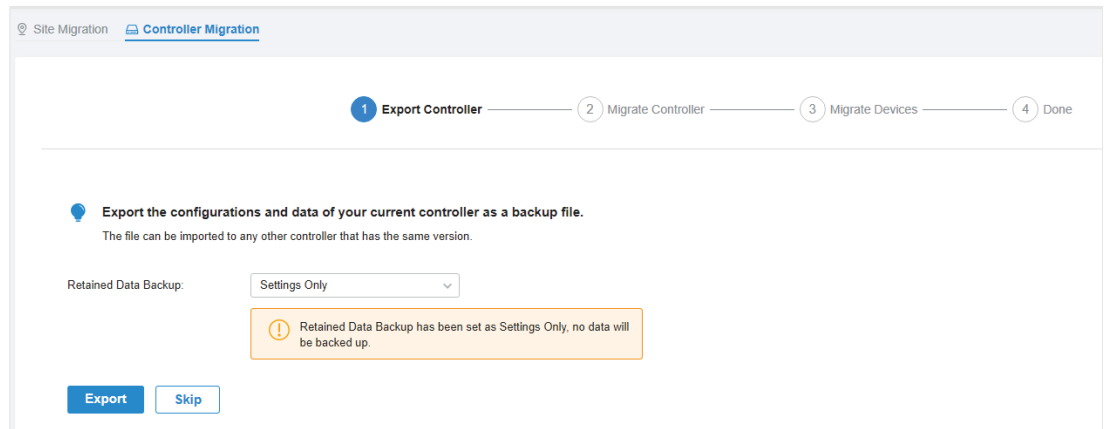 Site Migration Controller Migration
1 Export Controller 2 Migrate Controller 3 Migrate Devices 4 Done
Export the configurations and data of your current controller as a backup file.
The file can be imported to any other controller that has the same version.
Retained Data Backup: Settings Only
Retained Data Backup has been set as Settings Only, no data will
be backed up.
Export Skip